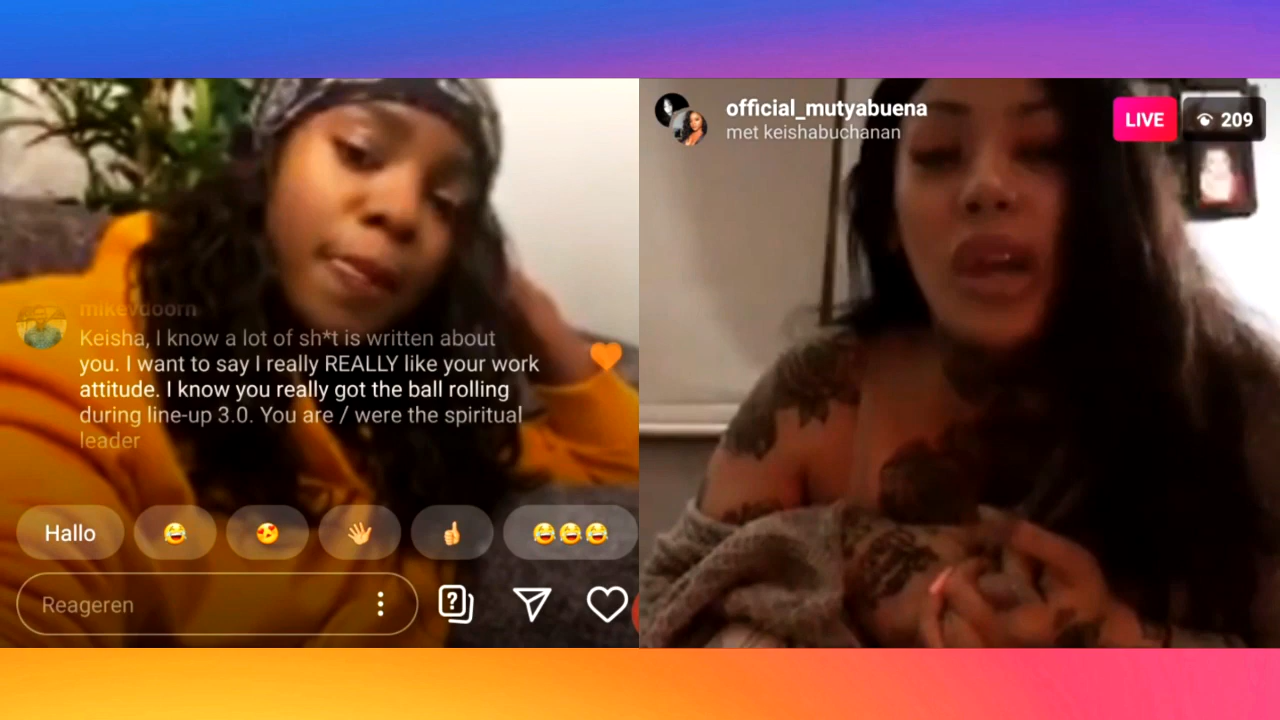 official_mutyabuena
met keishabuchanan
LIVE
209
mikevdoorn
Keisha, I know a lot of sh*t is written about
you. I want to say I really REALLY like your work
attitude. I know you really got the ball rolling
during line-up 3.0. You are / were the spiritual
leader
Hallo
Reageren